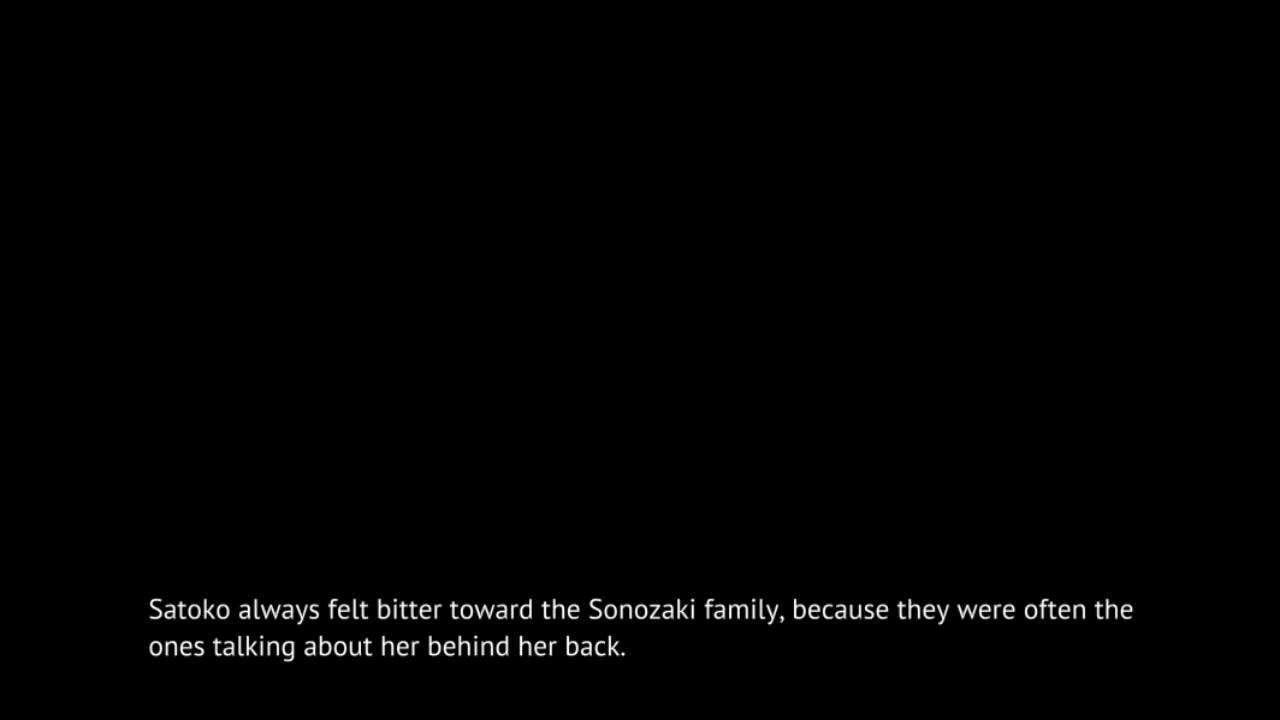 Satoko always felt bitter toward the Sonozaki family, because they were often the
ones talking about her behind her back.